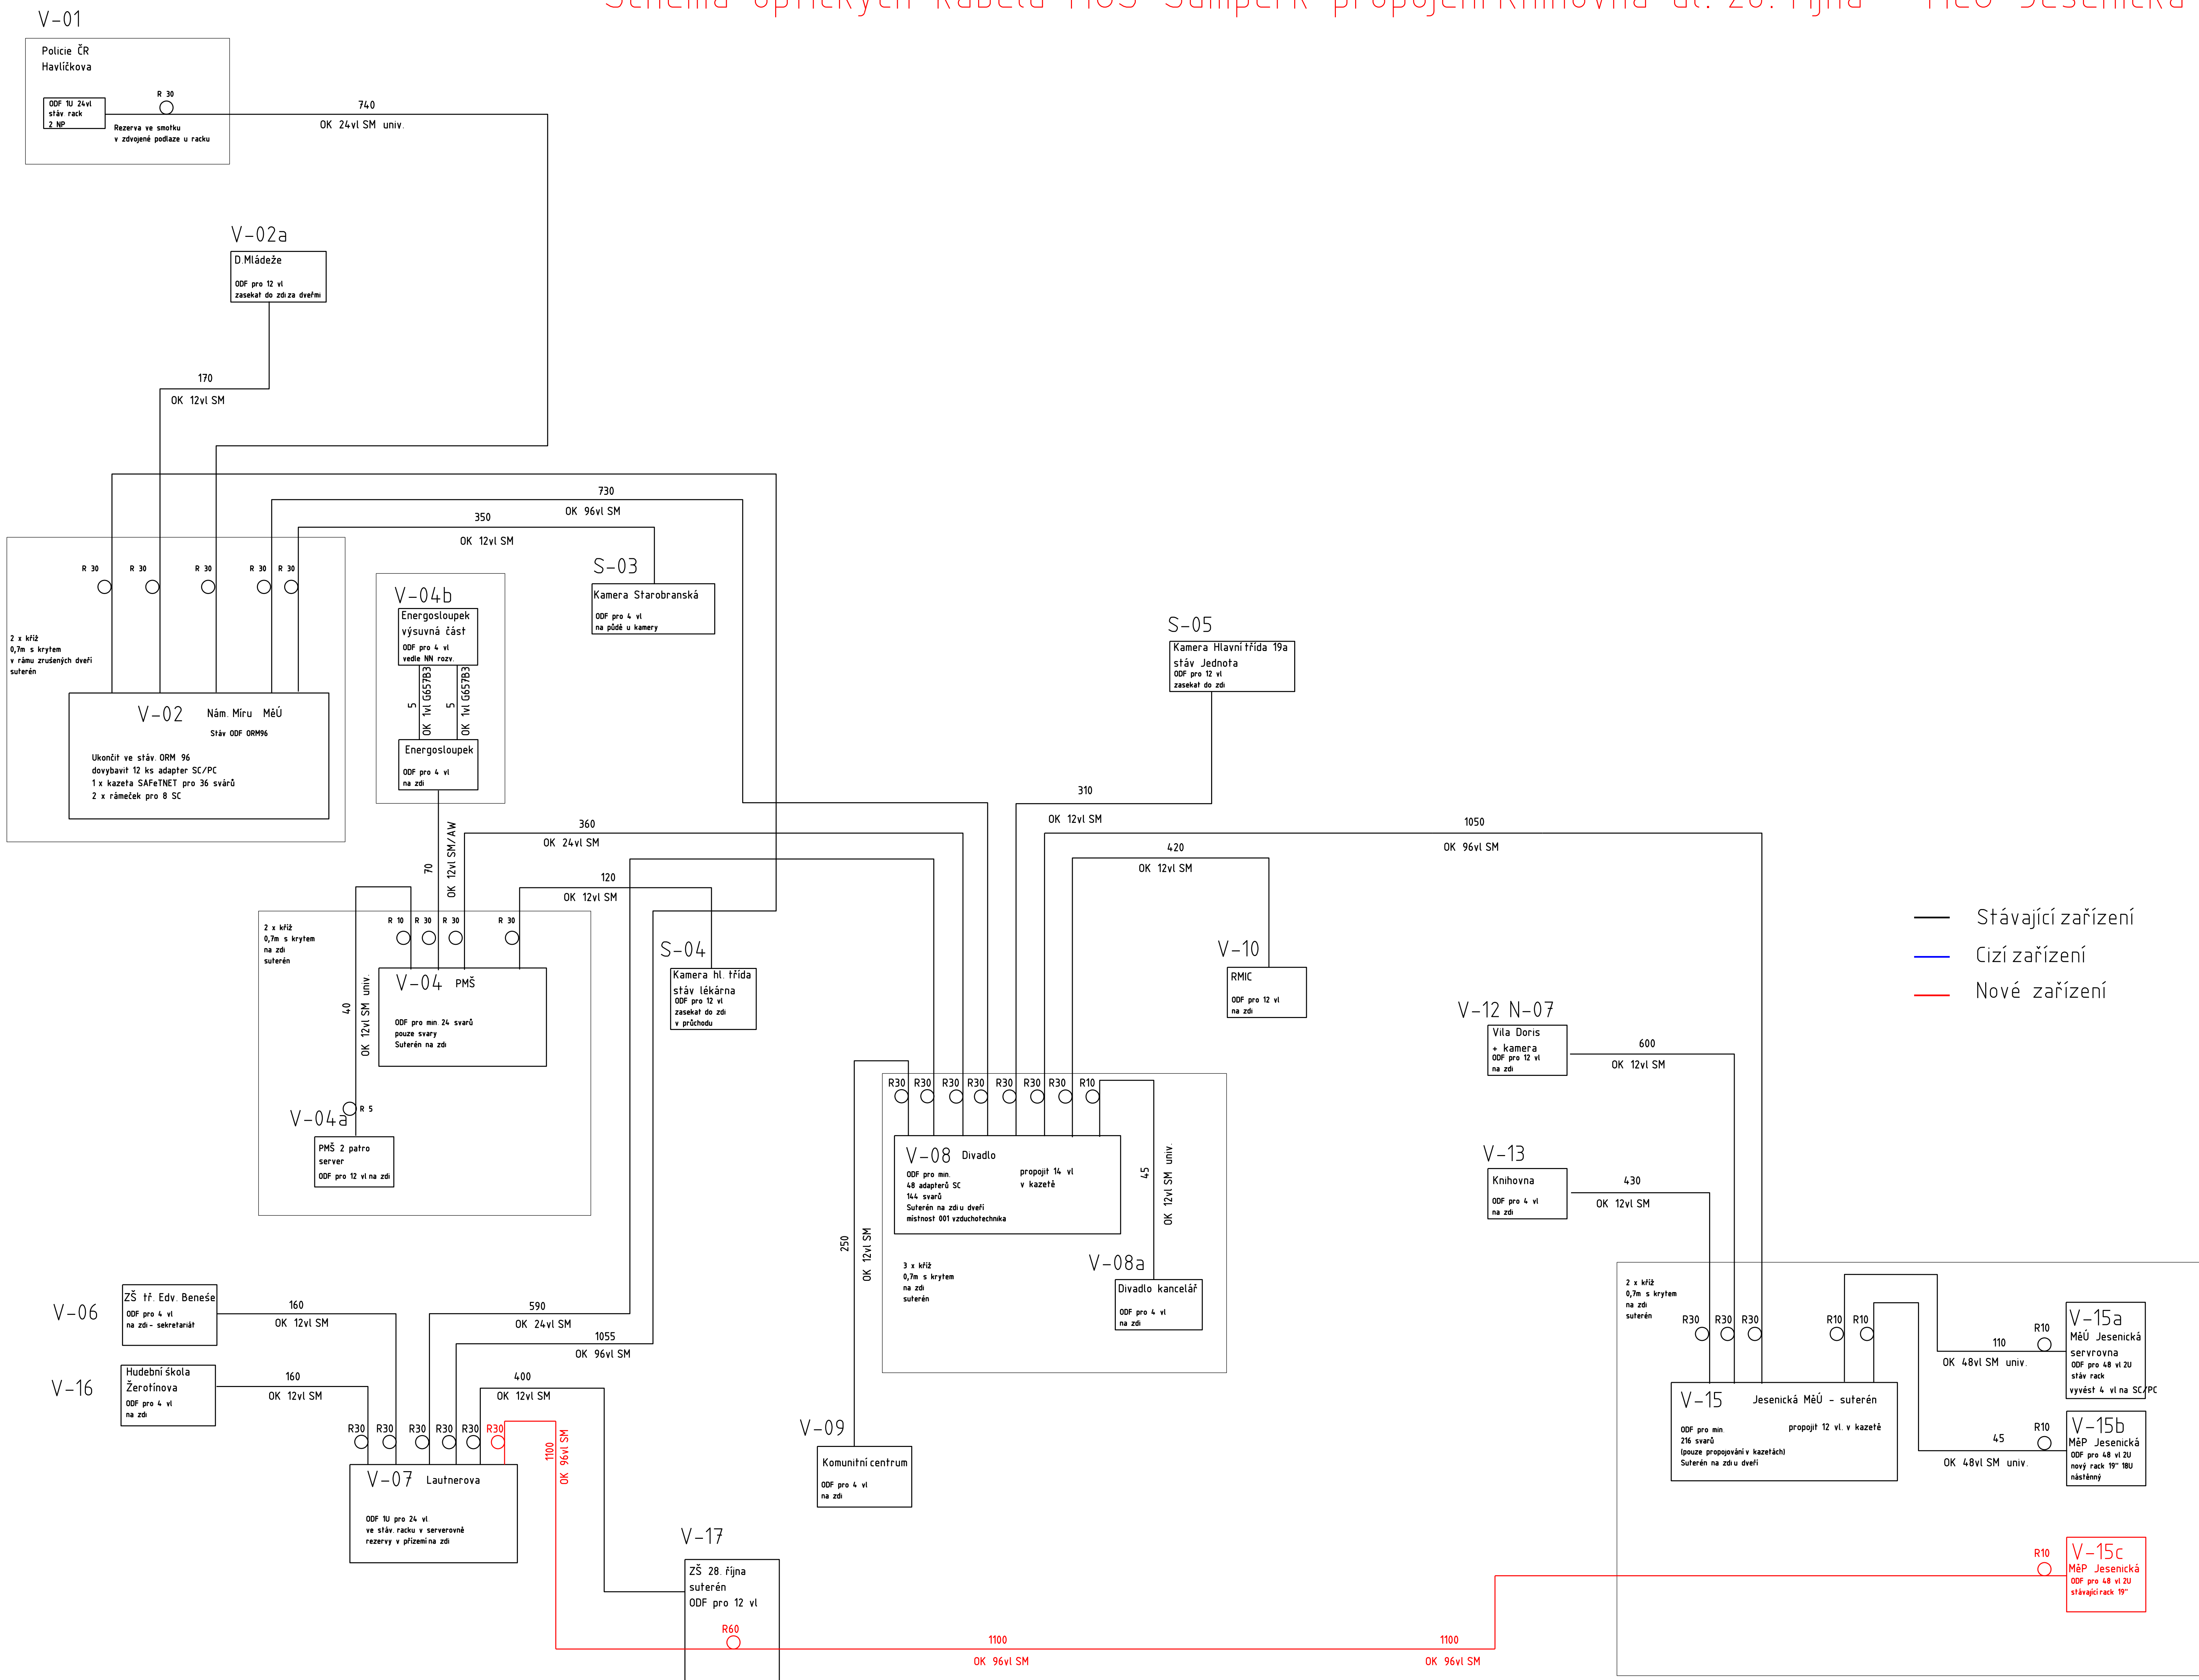 Schéma optických kabelů MOS Šumperk propojení Knihovna ul. 28. října - MěÚ Jesenická
V-01
Policie ČR
Havlíčkova
ODF 1U 24vl
stáv rack
2 NP
R 30
Rezerva ve smotku
v zdvojené podlaze u racku
740
OK 24vl SM univ.
V-02a
D.Mládeže
ODF pro 12 vl
zasekat do zdi za dveřmi
170
OK 12vl SM
730
OK 96vl SM
350
OK 12vl SM
R 30
R 30
R 30
R 30
R 30
2 x kříž
0,7m s krytem
v rámu zrušených dveří
suterén
V-02
Nám. Míru MěÚ
Stáv ODF ORM96
Ukončit ve stáv. ORM 96
dovybavit 12 ks adapter SC/PC
1 x kazeta SAFeTNET pro 36 svárů
2 x rámeček pro 8 SC
V-04b
Energosloupek
výsuvná část
ODF pro 4 vl
vedle NN rozv.
5
OK 1vl G657B3
5
OK 1vl G657B3
Energosloupek
ODF pro 4 vl
na zdi
70
OK 12vl SM/AW
S-03
Kamera Starobranská
ODF pro 4 vl
na půdě u kamery
S-05
Kamera Hlavní třída 19a
stáv Jednota
ODF pro 12 vl
zasekat do zdi
310
OK 12vl SM
360
OK 24vl SM
120
OK 12vl SM
420
OK 12vl SM
1050
OK 96vl SM
Stávající zařízení
Cizí zařízení
Nové zařízení
2 x kříž
0,7m s krytem
na zdi
suterén
R 10
R 30
R 30
R 30
40
OK 12vl SM univ.
V-04
PMŠ
ODF pro min. 24 svarů
pouze svary
Suterén na zdi
V-04a
R 5
PMŠ 2 patro
server
ODF pro 12 vl na zdi
S-04
Kamera hl. třída
stáv lékárna
ODF pro 12 vl
zasekat do zdi
v průchodu
V-10
RMIC
ODF pro 12 vl
na zdi
V-12 N-07
Vila Doris
+ kamera
ODF pro 12 vl
na zdi
600
OK 12vl SM
V-13
Knihovna
ODF pro 4 vl
na zdi
430
OK 12vl SM
R30
R30
R30
R30
R30
R30
R30
R10
V-08
Divadlo
ODF pro min.
48 adapterů SC
144 svarů
Suterén na zdi u dveří
místnost 001 vzduchotechnika
propojit 14 vl
v kazetě
45
OK 12vl SM univ.
3 x kříž
0,7m s krytem
na zdi
suterén
V-08a
Divadlo kancelář
ODF pro 4 vl
na zdi
250
OK 12vl SM
V-09
Komunitní centrum
ODF pro 4 vl
na zdi
V-06
ZŠ tř. Edv. Beneše
ODF pro 4 vl
na zdi - sekretariát
160
OK 12vl SM
V-16
Hudební škola
Žerotínova
ODF pro 4 vl
na zdi
160
OK 12vl SM
590
OK 24vl SM
1055
OK 96vl SM
400
OK 12vl SM
R30
R30
R30
R30
R30
R30
1100
OK 96vl SM
V-07
Lautnerova
ODF 1U pro 24 vl.
ve stáv. racku v serverovně
rezervy v přízemí na zdi
V-17
ZŠ 28. října
suterén
ODF pro 12 vl
R60
1100
OK 96vl SM
1100
OK 96vl SM
2 x kříž
0,7m s krytem
na zdi
suterén
R30
R30
R30
R10
R10
V-15
Jesenická MěÚ - suterén
ODF pro min.
216 svarů
(pouze propojování v kazetách)
Suterén na zdi u dveří
propojit 12 vl. v kazetě
110
OK 48vl SM univ.
R10
V-15a
MěÚ Jesenická
servrovna
ODF pro 48 vl 2U
stáv rack
vyvést 4 vl na SC/PC
45
OK 48vl SM univ.
R10
V-15b
MěP Jesenická
ODF pro 48 vl 2U
nový rack 19" 18U
nástěnný
R10
V-15c
MěP Jesenická
ODF pro 48 vl 2U
stávající rack 19"